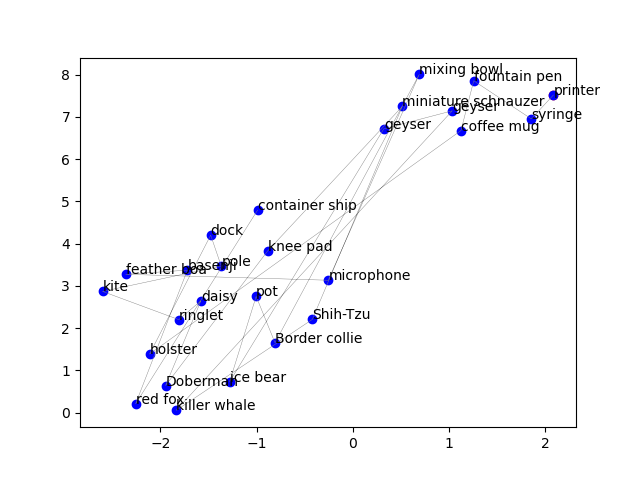 mixing bowl
fountain pen
printer
miniature schnauzer
geyser
syringe
geyser
coffee mug
container ship
dock
knee pad
pole
basenji
feather boa
microphone
kite
pot
daisy
ringlet
Shih-Tzu
Border collie
holster
ice bear
Doberman
red fox
killer whale
8
7
6
5
4
3
2
1
0
−2
−1
0
1
2